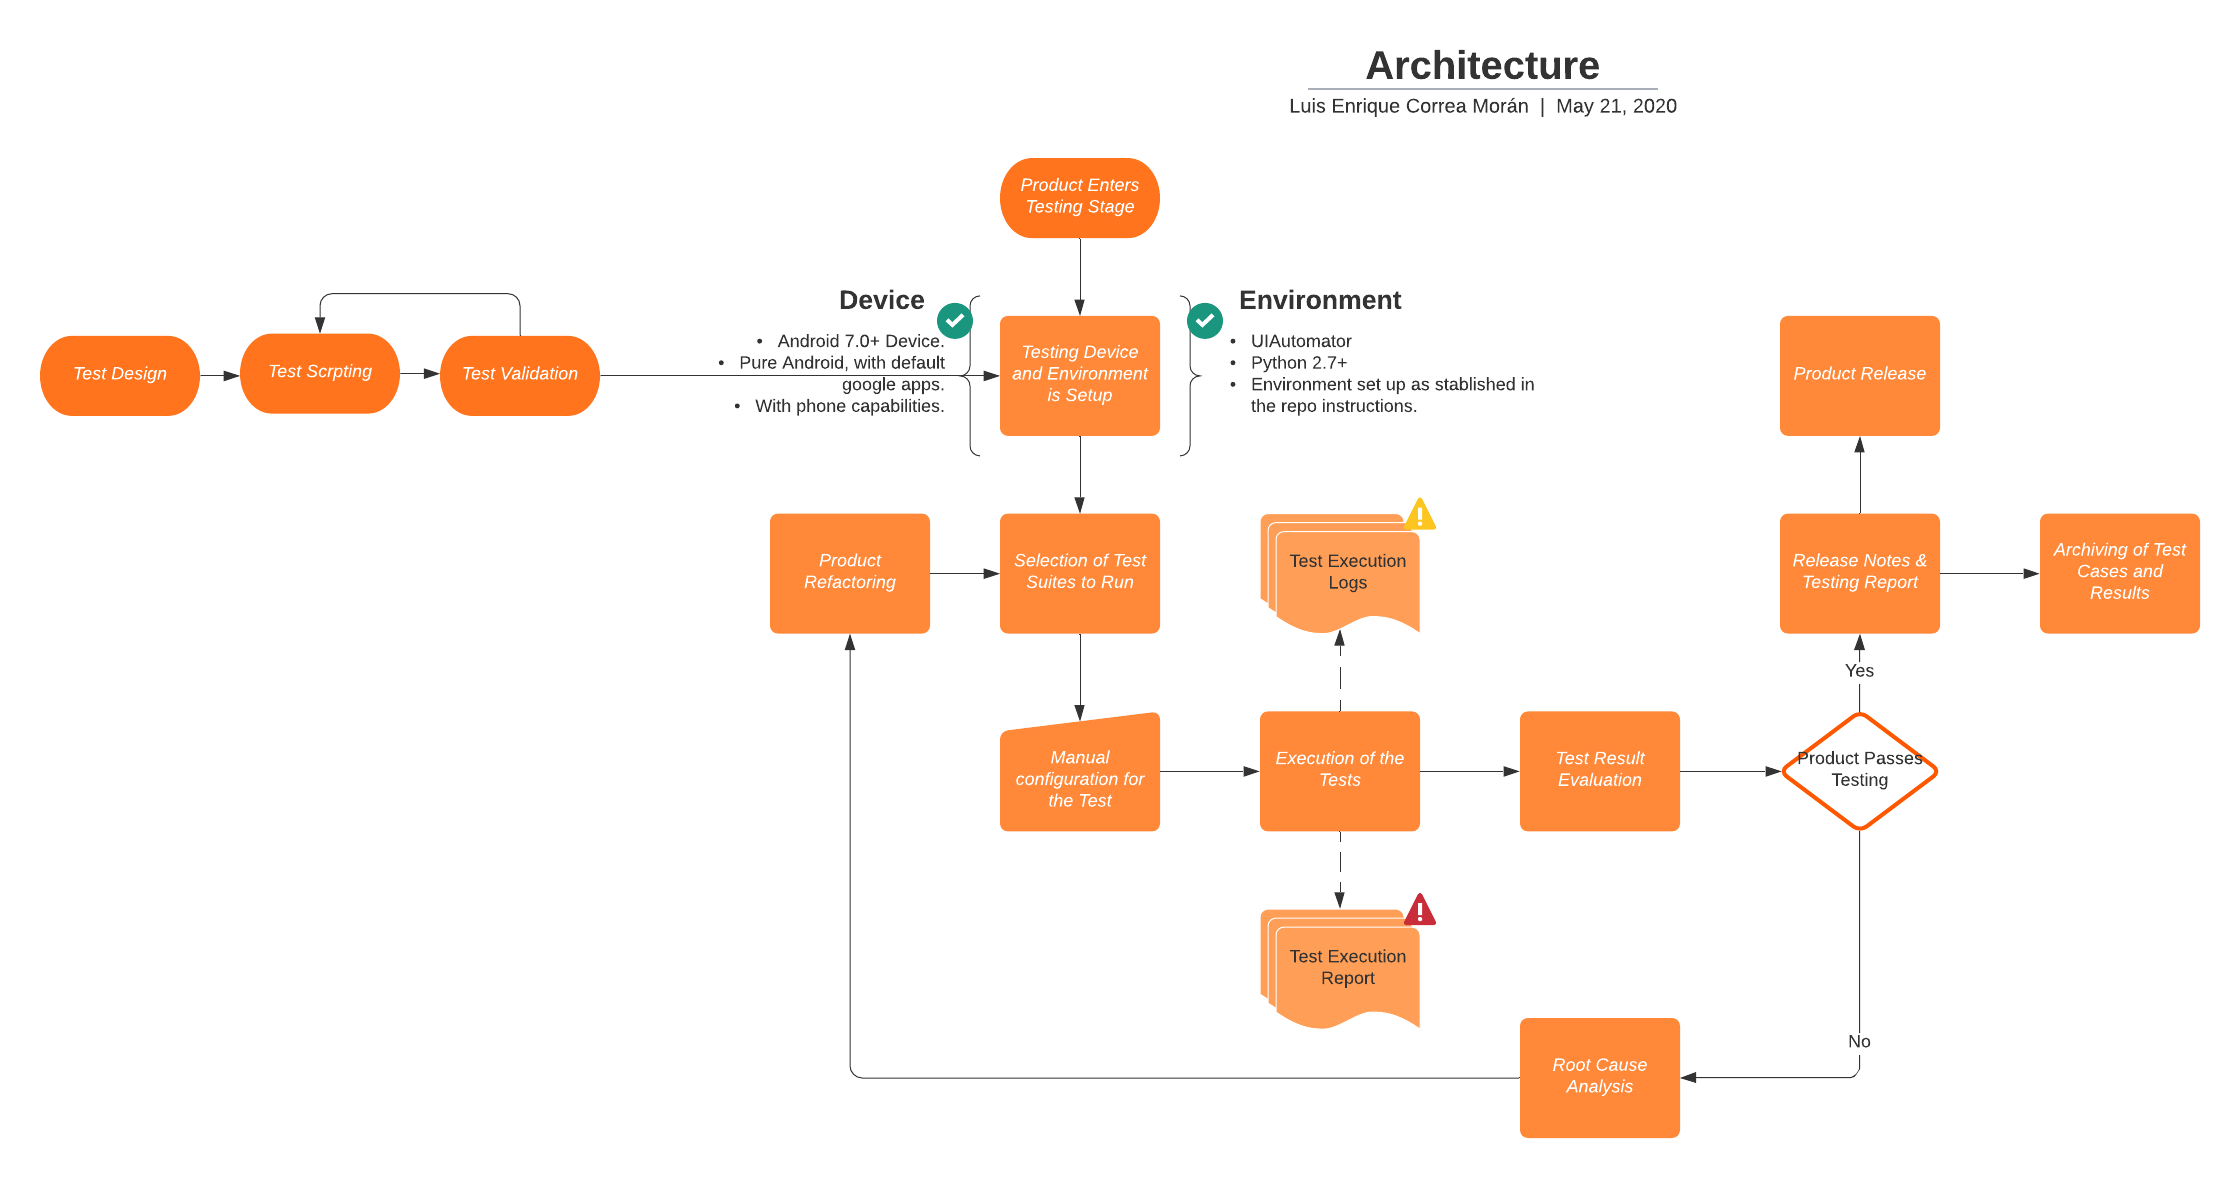 Architecture
Luis Enrique Correa Morán | May 21, 2020
Product Enters
Testing Stage
Device
• Android 7.0+ Device.
• Pure Android, with default
google apps.
• With phone capabilities.
Environment
• UIAutomator
• Python 2.7+
• Environment set up as stablished in
the repo instructions.
Test Design
Test Scrpting
Test Validation
Testing Device
and Environment
is Setup
Product Release
Product
Refactoring
Selection of Test
Suites to Run
Test Execution
Logs
Release Notes &
Testing Report
Archiving of Test
Cases and
Results
Yes
Manual
configuration for
the Test
Execution of the
Tests
Test Result
Evaluation
Product Passes
Testing
Test Execution
Report
No
Root Cause
Analysis